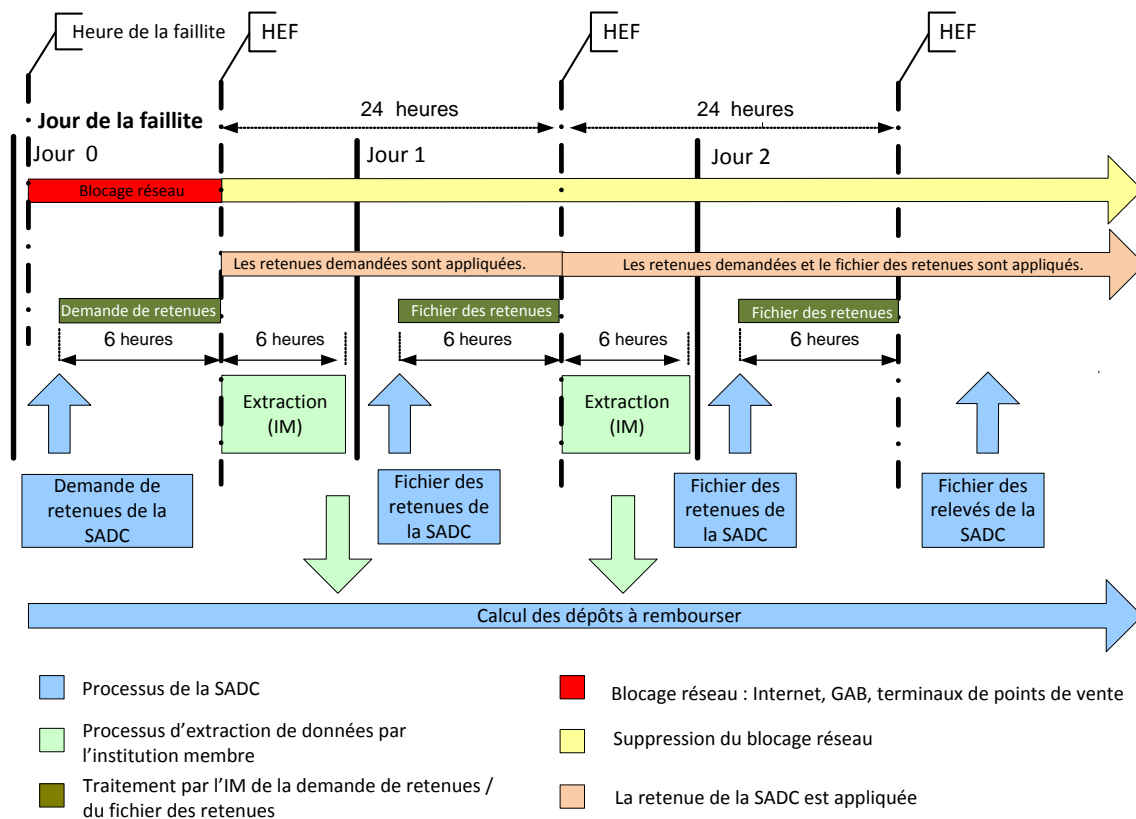 Heure de la faillite
HEF
HEF
HEF
24 heures
24 heures
Jour de la faillite
Jour 0
Jour 1
Jour 2
Blocage réseau
Les retenues demandées sont appliquées.
Les retenues demandées et le fichier des retenues sont appliqués.
Demande de retenues
Fichier des retenues
Fichier des retenues
6 heures
6 heures
6 heures
6 heures
6 heures
Extraction
(IM)
Extraction
(IM)
Demande de
retenues de la
SADC
Fichier des
retenues de
la SADC
Fichier des
retenues de
la SADC
Fichier des
relevés de la
SADC
Calcul des dépôts à rembourser
Processus de la SADC
Processus d'extraction de données par
l'institution membre
Traitement par l'IM de la demande de retenues /
du fichier des retenues
Blocage réseau : Internet, GAB, terminaux de points de vente
Suppression du blocage réseau
La retenue de la SADC est appliquée